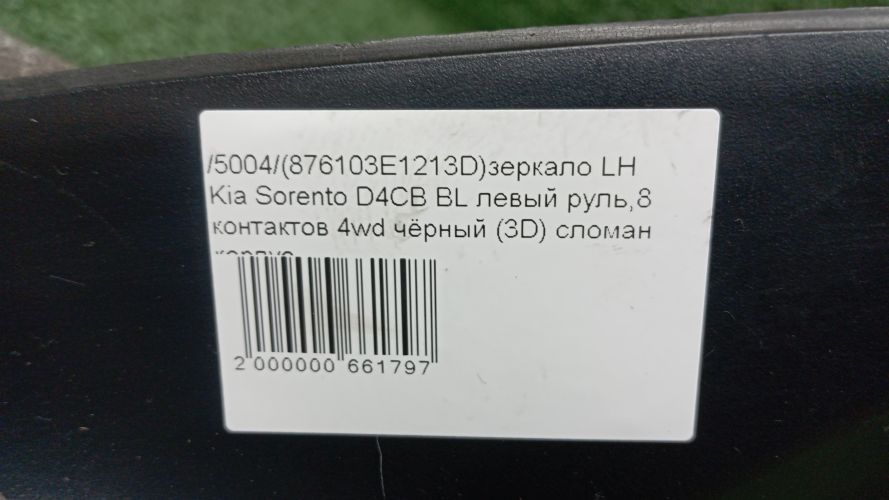 /5004/(876103E1213D)зеркало LH
Kia Sorento D4CB BL левый руль,8
контактов 4wd чёрный (3D) сломан
корпус
2 000000 661797